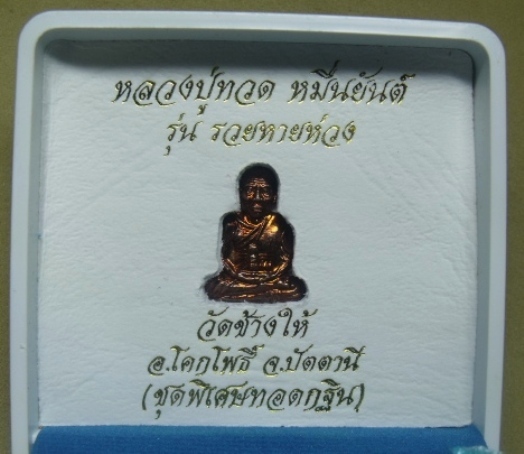 หลวงปู่ทวด หมื่นยันต์
รุ่น รวยหายห่วง
วัดช้างให้
อ.โคกโพธิ์ จ.ปัตตานี
(ชุดพิเศษทอดกฐิน)